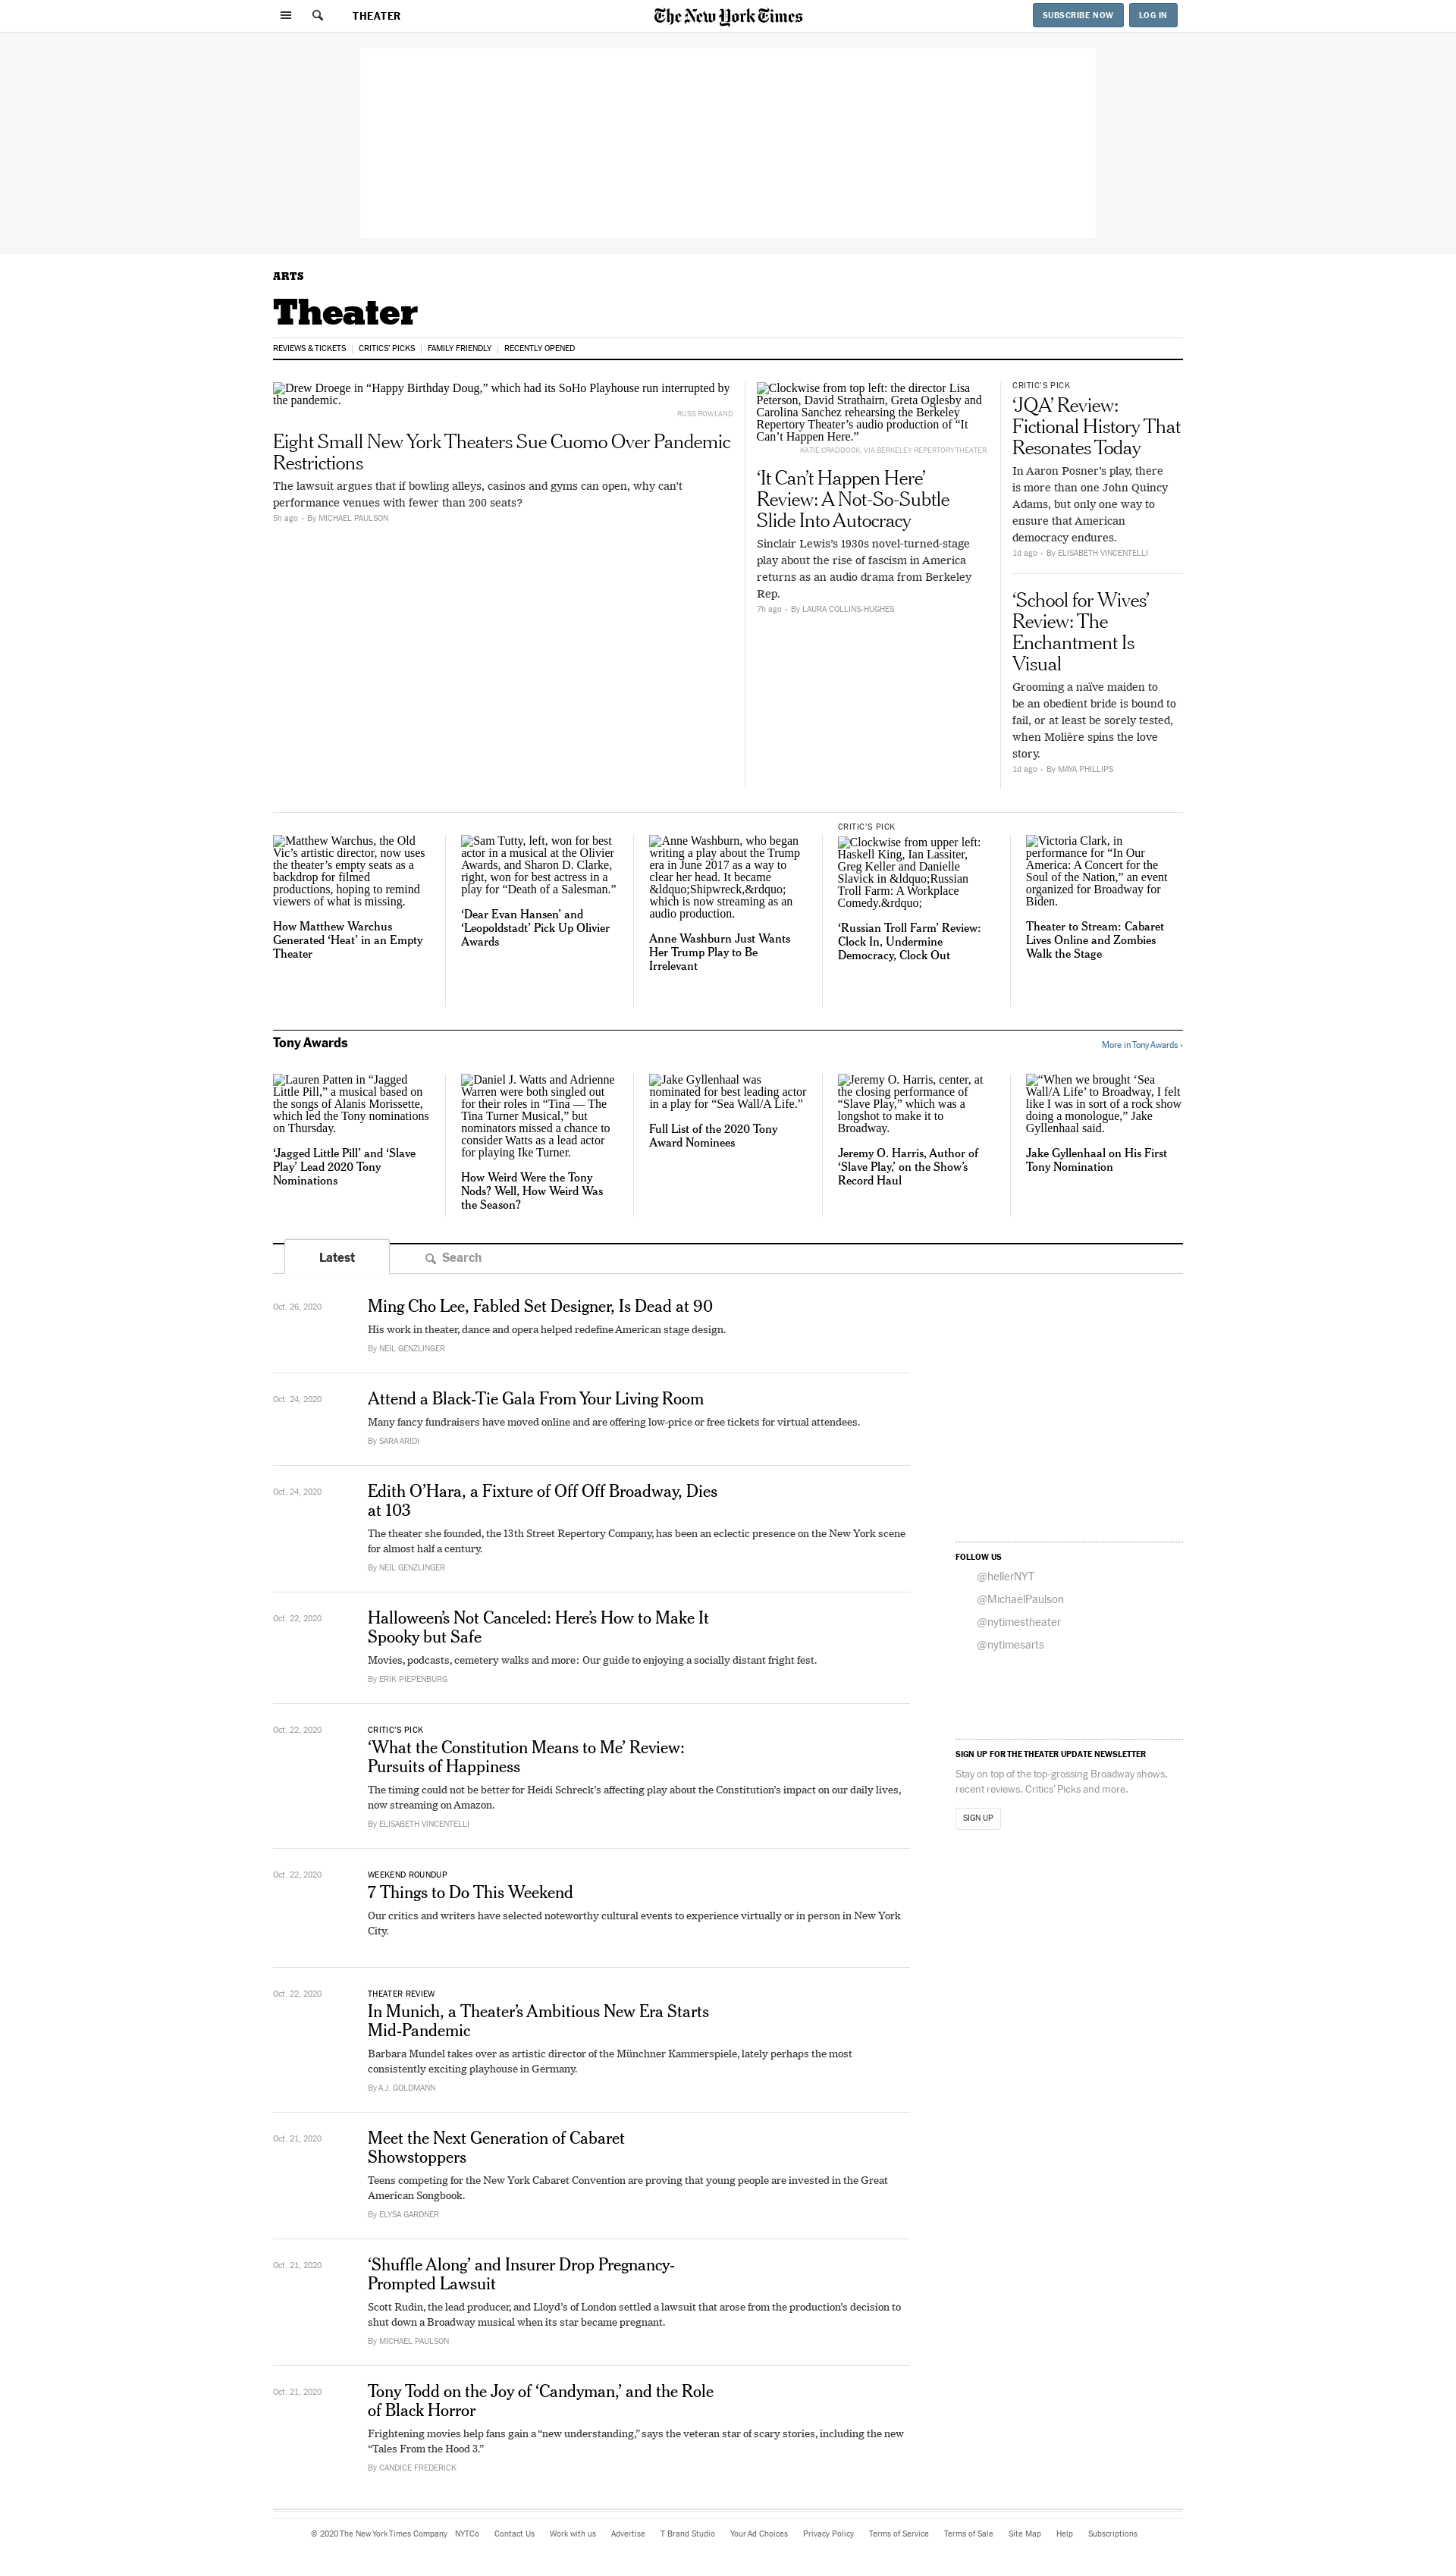 THEATER
The New York Times
SUBSCRIBE NOW
LOG IN
ARTS
Theater
REVIEWS & TICKETS | CRITICS' PICKS | FAMILY FRIENDLY | RECENTLY OPENED
Drew Droege in “Happy Birthday Doug,” which had its SoHo Playhouse run interrupted by
the pandemic.
RUSS ROWLAND
Eight Small New York Theaters Sue Cuomo Over Pandemic
Restrictions
The lawsuit argues that if bowling alleys, casinos and gyms can open, why can’t
performance venues with fewer than 200 seats?
5h ago • By MICHAEL PAULSON
Clockwise from top left: the director Lisa
Peterson, David Strathairn, Greta Oglesby and
Carolina Sanchez rehearsing the Berkeley
Repertory Theater’s audio production of “It
Can’t Happen Here.”
KATIE CRADDOCK, VIA BERKELEY REPERTORY THEATER.
‘It Can’t Happen Here’
Review: A Not-So-Subtle
Slide Into Autocracy
Sinclair Lewis’s 1930s novel-turned-stage
play about the rise of fascism in America
returns as an audio drama from Berkeley
Rep.
7h ago • By LAURA COLLINS-HUGHES
CRITIC’S PICK
‘JQA’ Review:
Fictional History That
Resonates Today
In Aaron Posner’s play, there
is more than one John Quincy
Adams, but only one way to
ensure that American
democracy endures.
1d ago • By ELISABETH VINCENTELLI
‘School for Wives’
Review: The
Enchantment Is
Visual
Grooming a naïve maiden to
be an obedient bride is bound to
fail, or at least be sorely tested,
when Molière spins the love
story.
1d ago • By MAYA PHILLIPS
Matthew Warchus, the Old
Vic’s artistic director, now uses
the theater’s empty seats as a
backdrop for filmed
productions, hoping to remind
viewers of what is missing.
How Matthew Warchus
Generated ‘Heat’ in an Empty
Theater
Sam Tutty, left, won for best
actor in a musical at the Olivier
Awards, and Sharon D. Clarke,
right, won for best actress in a
play for “Death of a Salesman.”
‘Dear Evan Hansen’ and
‘Leopoldstadt’ Pick Up Olivier
Awards
Anne Washburn, who began
writing a play about the Trump
era in June 2017 as a way to
clear her head. It became
&ldquo;Shipwreck,&rdquo;
which is now streaming as an
audio production.
Anne Washburn Just Wants
Her Trump Play to Be
Irrelevant
CRITIC’S PICK
Clockwise from upper left:
Haskell King, Ian Lassiter,
Greg Keller and Danielle
Slavick in &ldquo;Russian
Troll Farm: A Workplace
Comedy.&rdquo;
‘Russian Troll Farm’ Review:
Clock In, Undermine
Democracy, Clock Out
Victoria Clark, in
performance for “In Our
America: A Concert for the
Soul of the Nation,” an event
organized for Broadway for
Biden.
Theater to Stream: Cabaret
Lives Online and Zombies
Walk the Stage
Tony Awards
More in Tony Awards ›
Lauren Patten in “Jagged
Little Pill,” a musical based on
the songs of Alanis Morissette,
which led the Tony nominations
on Thursday.
‘Jagged Little Pill’ and ‘Slave
Play’ Lead 2020 Tony
Nominations
Daniel J. Watts and Adrienne
Warren were both singled out
for their roles in “Tina — The
Tina Turner Musical,” but
nominators missed a chance to
consider Watts as a lead actor
for playing Ike Turner.
How Weird Were the Tony
Nods? Well, How Weird Was
the Season?
Jake Gyllenhaal was
nominated for best leading actor
in a play for “Sea Wall/A Life.”
Full List of the 2020 Tony
Award Nominees
Jeremy O. Harris, center, at
the closing performance of
“Slave Play,” which was a
longshot to make it to
Broadway.
Jeremy O. Harris, Author of
‘Slave Play,’ on the Show’s
Record Haul
“When we brought ‘Sea
Wall/A Life’ to Broadway, I felt
like I was in sort of a rock show
doing a monologue,” Jake
Gyllenhaal said.
Jake Gyllenhaal on His First
Tony Nomination
Latest
Search
Oct. 26, 2020
Ming Cho Lee, Fabled Set Designer, Is Dead at 90
His work in theater, dance and opera helped redefine American stage design.
By NEIL GENZLINGER
Oct. 24, 2020
Attend a Black-Tie Gala From Your Living Room
Many fancy fundraisers have moved online and are offering low-price or free tickets for virtual attendees.
By SARA ARIDI
Oct. 24, 2020
Edith O’Hara, a Fixture of Off Off Broadway, Dies
at 103
The theater she founded, the 13th Street Repertory Company, has been an eclectic presence on the New York scene
for almost half a century.
By NEIL GENZLINGER
Oct. 22, 2020
Halloween’s Not Canceled: Here’s How to Make It
Spooky but Safe
Movies, podcasts, cemetery walks and more: Our guide to enjoying a socially distant fright fest.
By ERIK PIEPENBURG
Oct. 22, 2020
CRITIC’S PICK
‘What the Constitution Means to Me’ Review:
Pursuits of Happiness
The timing could not be better for Heidi Schreck’s affecting play about the Constitution’s impact on our daily lives,
now streaming on Amazon.
By ELISABETH VINCENTELLI
Oct. 22, 2020
WEEKEND ROUNDUP
7 Things to Do This Weekend
Our critics and writers have selected noteworthy cultural events to experience virtually or in person in New York
City.
Oct. 22, 2020
THEATER REVIEW
In Munich, a Theater’s Ambitious New Era Starts
Mid-Pandemic
Barbara Mundel takes over as artistic director of the Münchner Kammerspiele, lately perhaps the most
consistently exciting playhouse in Germany.
By A.J. GOLDMANN
Oct. 21, 2020
Meet the Next Generation of Cabaret
Showstoppers
Teens competing for the New York Cabaret Convention are proving that young people are invested in the Great
American Songbook.
By ELYSA GARDNER
Oct. 21, 2020
‘Shuffle Along’ and Insurer Drop Pregnancy-
Prompted Lawsuit
Scott Rudin, the lead producer, and Lloyd’s of London settled a lawsuit that arose from the production’s decision to
shut down a Broadway musical when its star became pregnant.
By MICHAEL PAULSON
Oct. 21, 2020
Tony Todd on the Joy of ‘Candyman,’ and the Role
of Black Horror
Frightening movies help fans gain a “new understanding,” says the veteran star of scary stories, including the new
“Tales From the Hood 3.”
By CANDICE FREDERICK
FOLLOW US
@hellerNYT
@MichaelPaulson
@nytimestheater
@nytimesarts
SIGN UP FOR THE THEATER UPDATE NEWSLETTER
Stay on top of the top-grossing Broadway shows,
recent reviews, Critics’ Picks and more.
SIGN UP
© 2020 The New York Times Company NYTCo Contact Us Work with us Advertise T Brand Studio Your Ad Choices Privacy Policy Terms of Service Terms of Sale Site Map Help Subscriptions